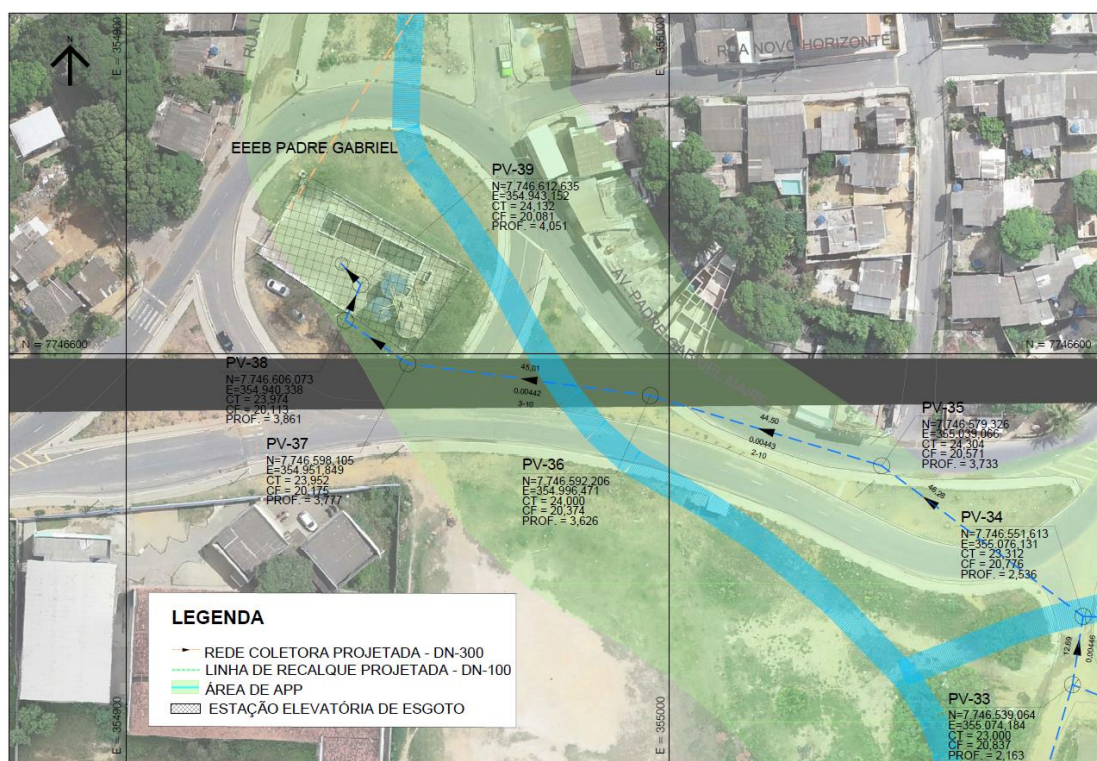 N
E = 354900
RUA
E = 355000
RUA NOVO HORIZONTE
EEEB PADRE GABRIEL
PV-39
N=7.746.612,635
E=354.943,152
CT = 24,132
CF = 20,081
PROF. = 4,051
AV. PADRE GABRIEL MAIRE
N = 7746600
N = 7746600
PV-38
N=7.746.606,073
E=354.940,338
CT = 23,974
CF = 20,113
PROF. = 3,861
45,01
0,00442
3-10
PV-37
N=7.746.598,105
E=354.951,849
CT = 23,952
CF = 20,175
PROF. = 3,777
PV-36
N=7.746.592,206
E=354.996,471
CT = 24,000
CF = 20,374
PROF. = 3,626
44,50
0,00443
2-10
PV-35
N=7.746.579,326
E=355.039,066
CT = 24,304
CF = 20,571
PROF. = 3,733
46,26
PV-34
N=7.746.551,613
E=355.076,131
CT = 23,312
CF = 20,776
PROF. = 2,536
12,69
0,00446
PV-33
N=7.746.539,064
E=355.074,184
CT = 23,000
CF = 20,837
PROF. = 2,163
LEGENDA
REDE COLETORA PROJETADA - DN-300
LINHA DE RECALQUE PROJETADA - DN-100
ÁREA DE APP
ESTAÇÃO ELEVATÓRIA DE ESGOTO
E = 354900
E = 355000